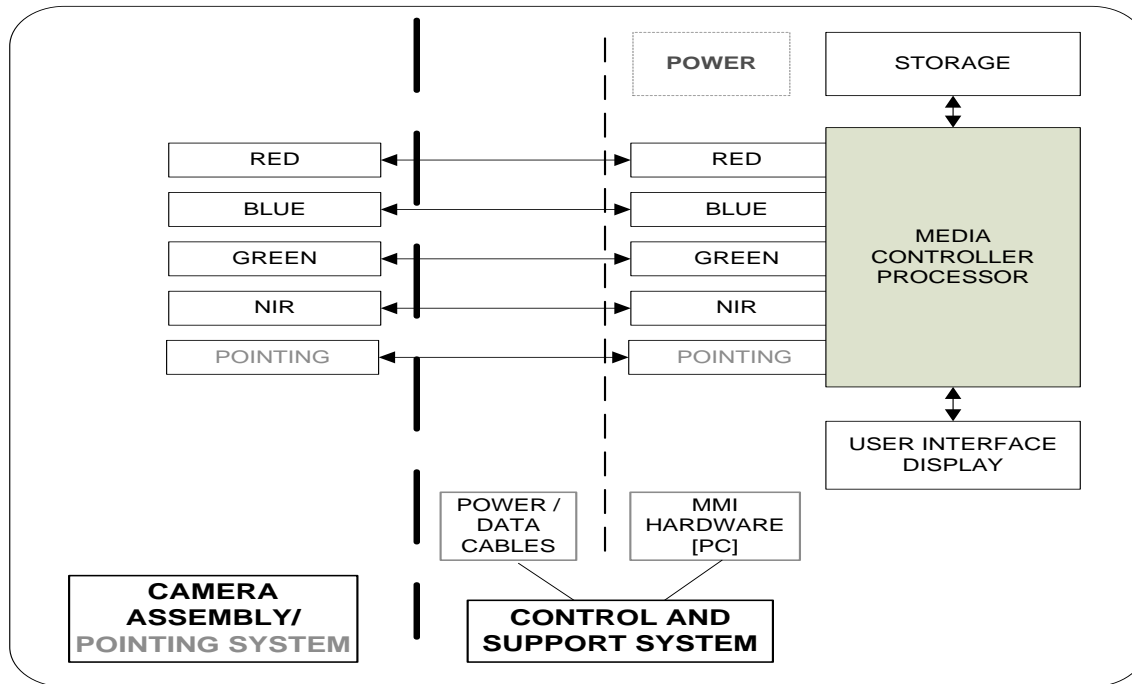 POWER
STORAGE
RED
RED
BLUE
BLUE
GREEN
GREEN
NIR
NIR
POINTING
POINTING
MEDIA
CONTROLLER
PROCESSOR
USER INTERFACE
DISPLAY
POWER /
DATA
CABLES
MMI
HARDWARE
[PC]
CAMERA
ASSEMBLY/
POINTING SYSTEM
CONTROL AND
SUPPORT SYSTEM